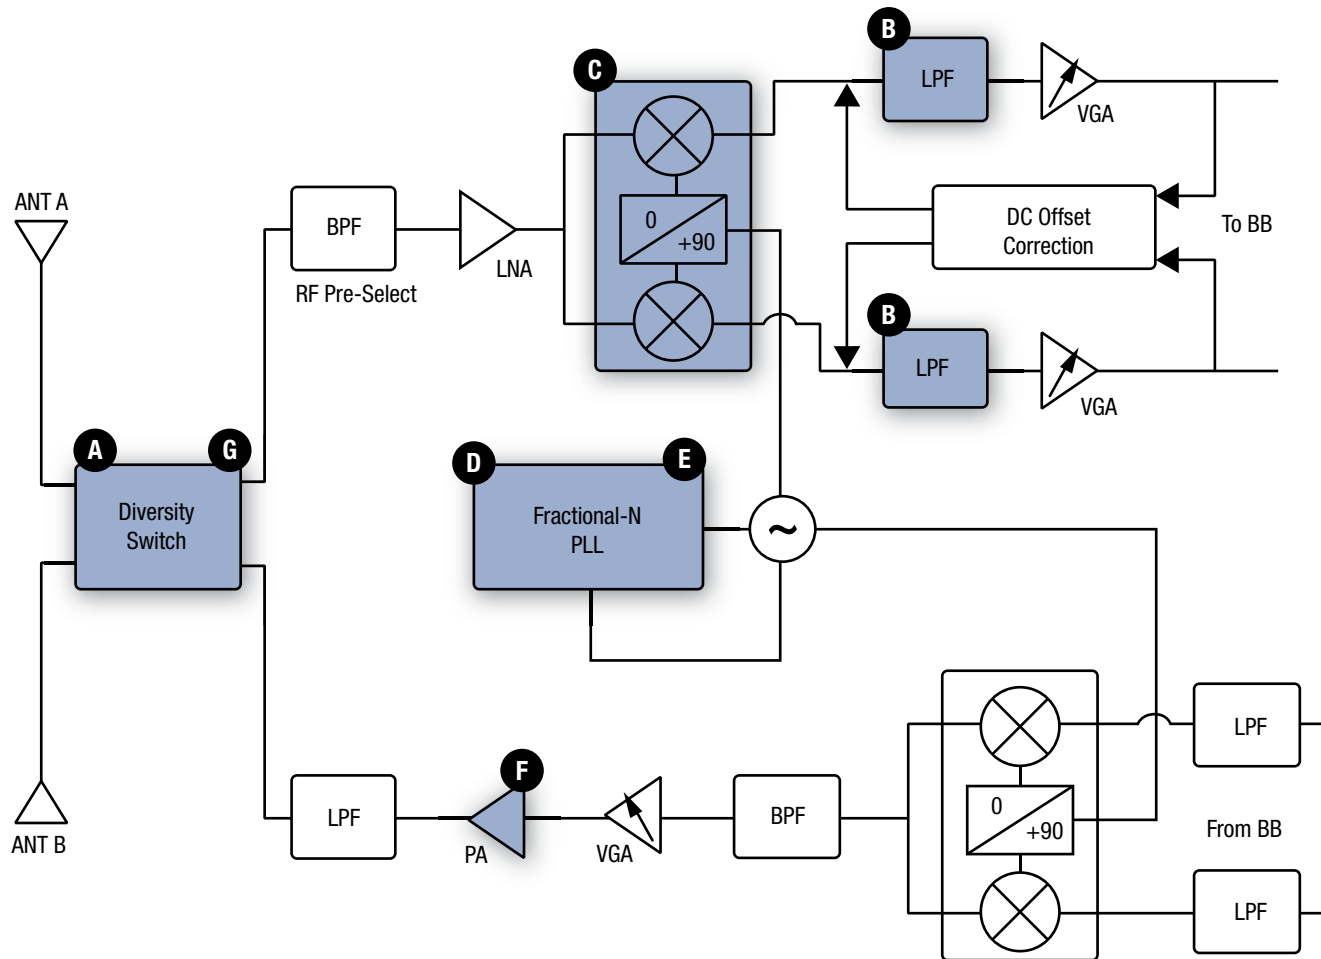 B
LPF
VGA
C
ANT A
BPF
RF Pre-Select
LNA
0
+90
DC Offset
Correction
To BB
B
LPF
VGA
A
G
Diversity
Switch
D
E
Fractional-N
PLL
~
F
LPF
PA
VGA
BPF
0
+90
LPF
From BB
LPF
ANT B